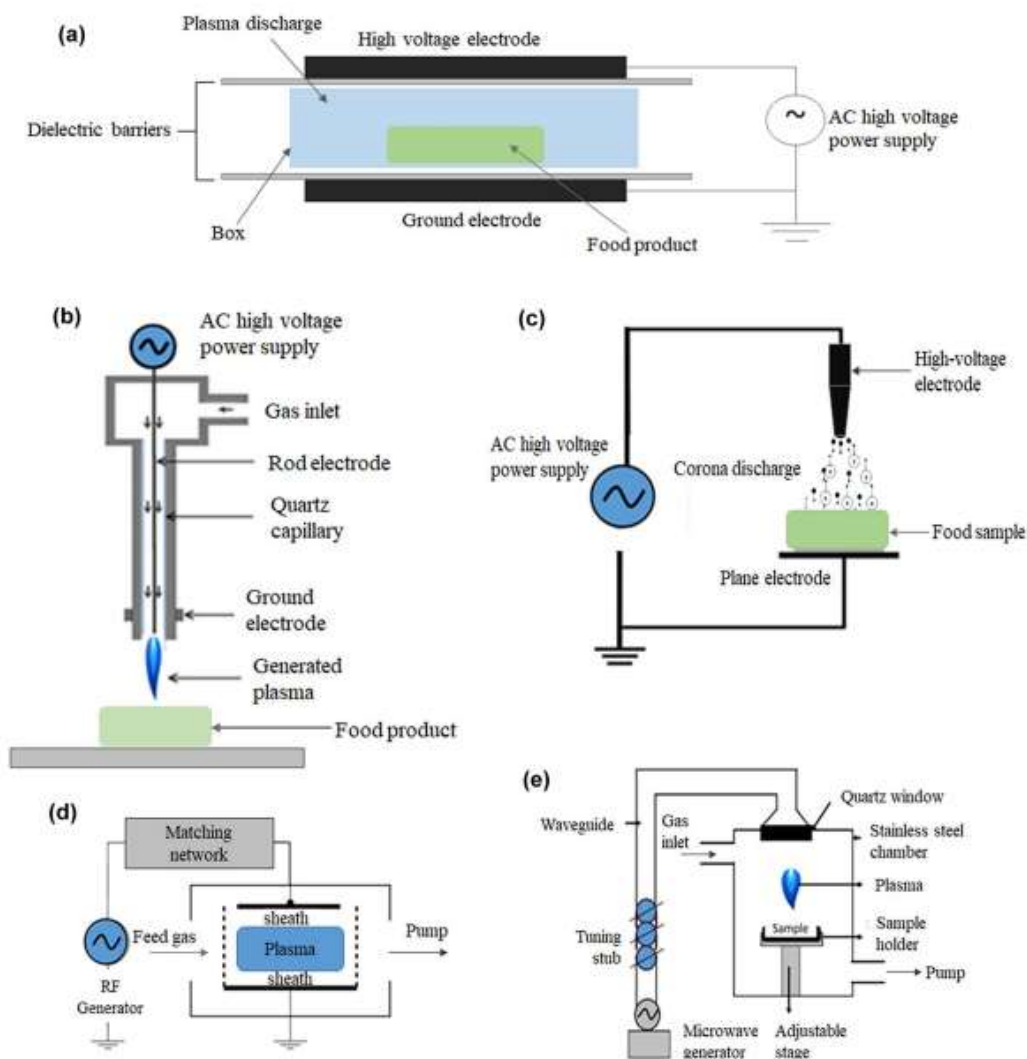 (a)
Plasma discharge
High voltage electrode
Dielectric barriers
~
AC high voltage
power supply
Box
Ground electrode
Food product
(b)
AC high voltage
power supply
Gas inlet
Rod electrode
Quartz
capillary
Ground
electrode
Generated
plasma
Food product
(c)
High-voltage
electrode
AC high voltage
power supply
Corona discharge
Food sample
Plane electrode
(d)
Matching
network
sheath
Feed gas
Plasma
Pump
sheath
RF
Generator
(e)
Quartz window
Waveguide
Gas
inlet
Stainless steel
chamber
Plasma
Sample
Sample
holder
Tuning
stub
Pump
Microwave
generator
Adjustable
stage